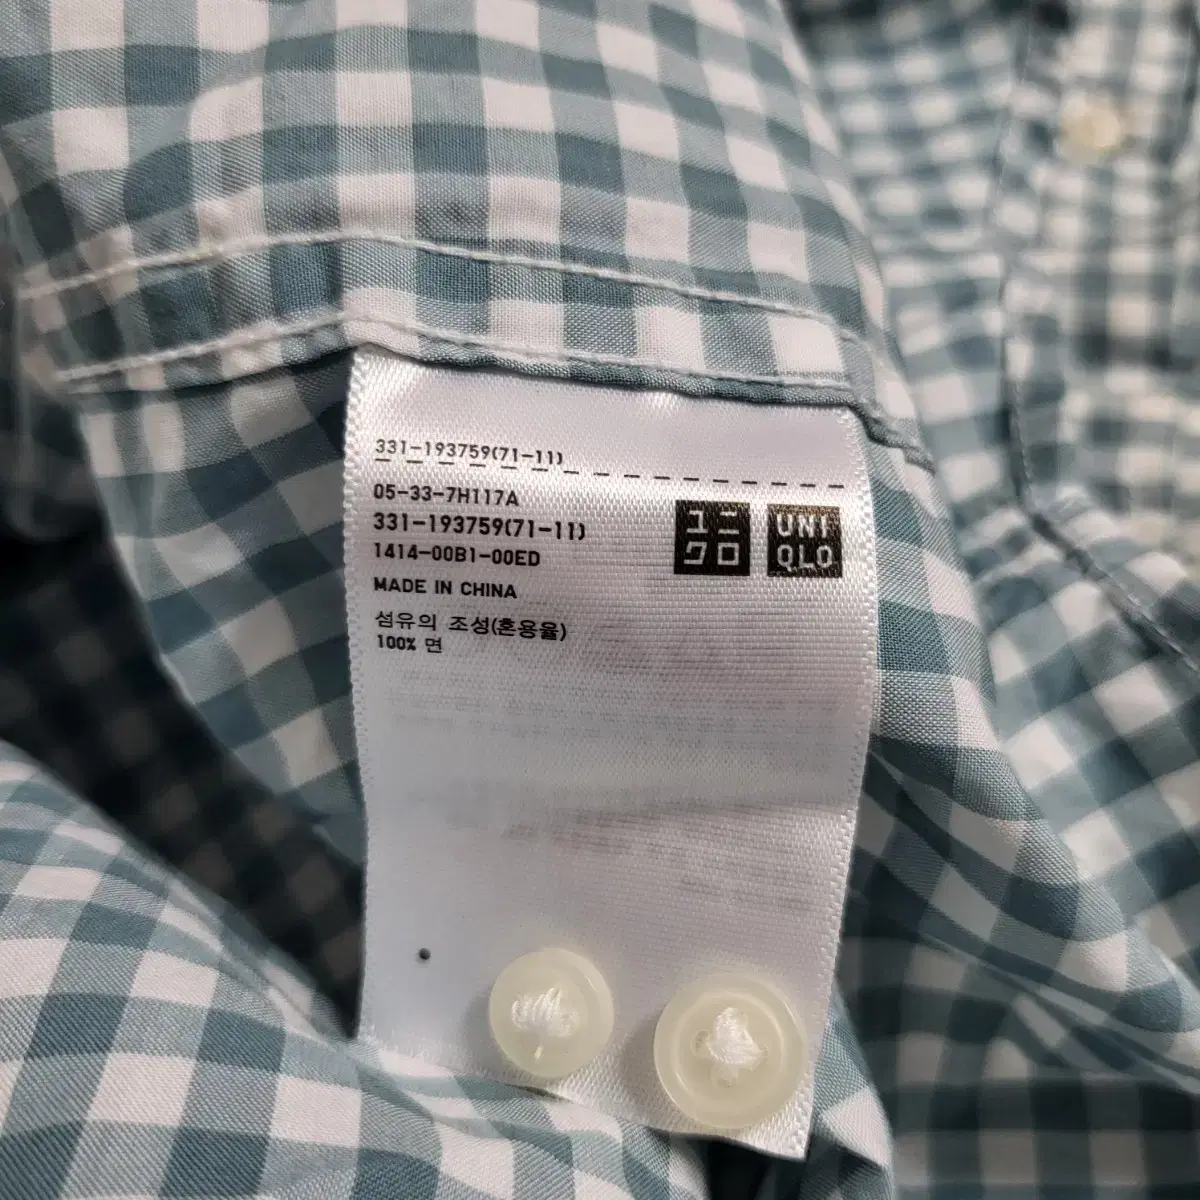 331-193759(71-11)
05-33-7H117A
331-193759(71-11)
1414-00B1-00ED
MADE IN CHINA
섬유의 조성(혼용율)
100% 면
ユニ
クロ
UNI
QLO